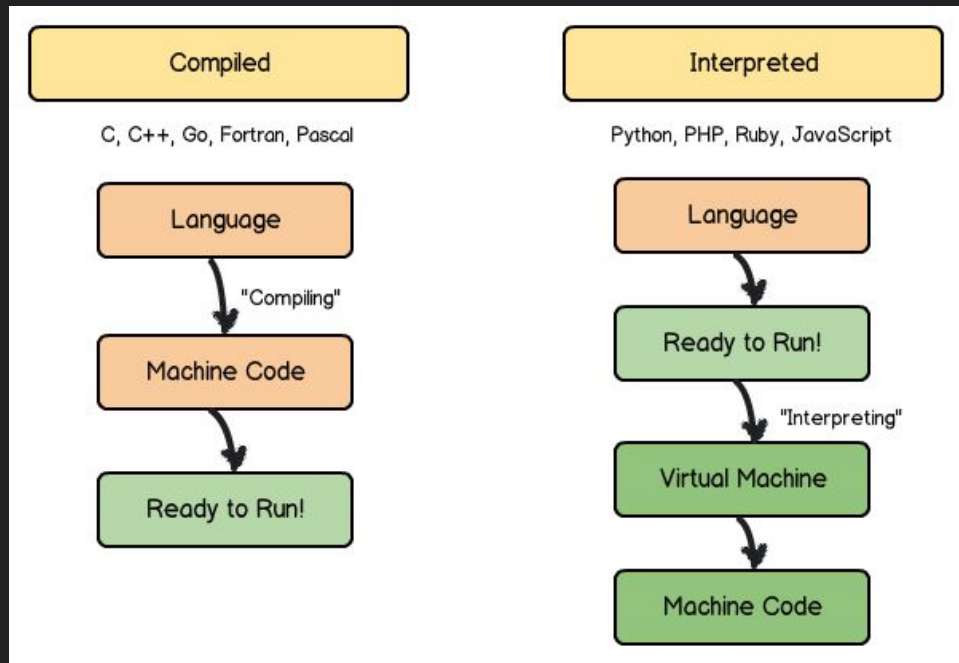 Compiled
C, C++, Go, Fortran, Pascal
Language
"Compiling"
Machine Code
Ready to Run!
Interpreted
Python, PHP, Ruby, JavaScript
Language
Ready to Run!
"Interpreting"
Virtual Machine
Machine Code